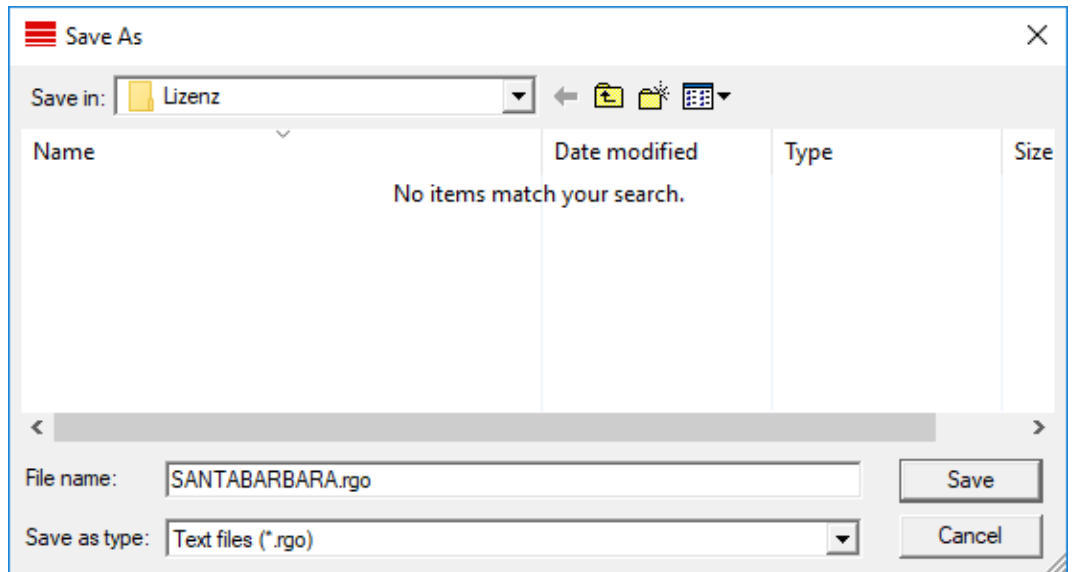 Save As
Save in: Lizenz
Name Date modified Type Size
No items match your search.
File name: SANTABARBARA.rgo Save
Save as type: Text files (*.rgo) Cancel